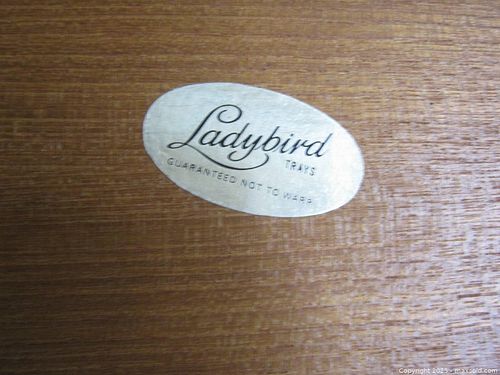 Ladybird
TRAYS
GUARANTEED NOT TO WARP
Copyright 2025 - maxsold.com